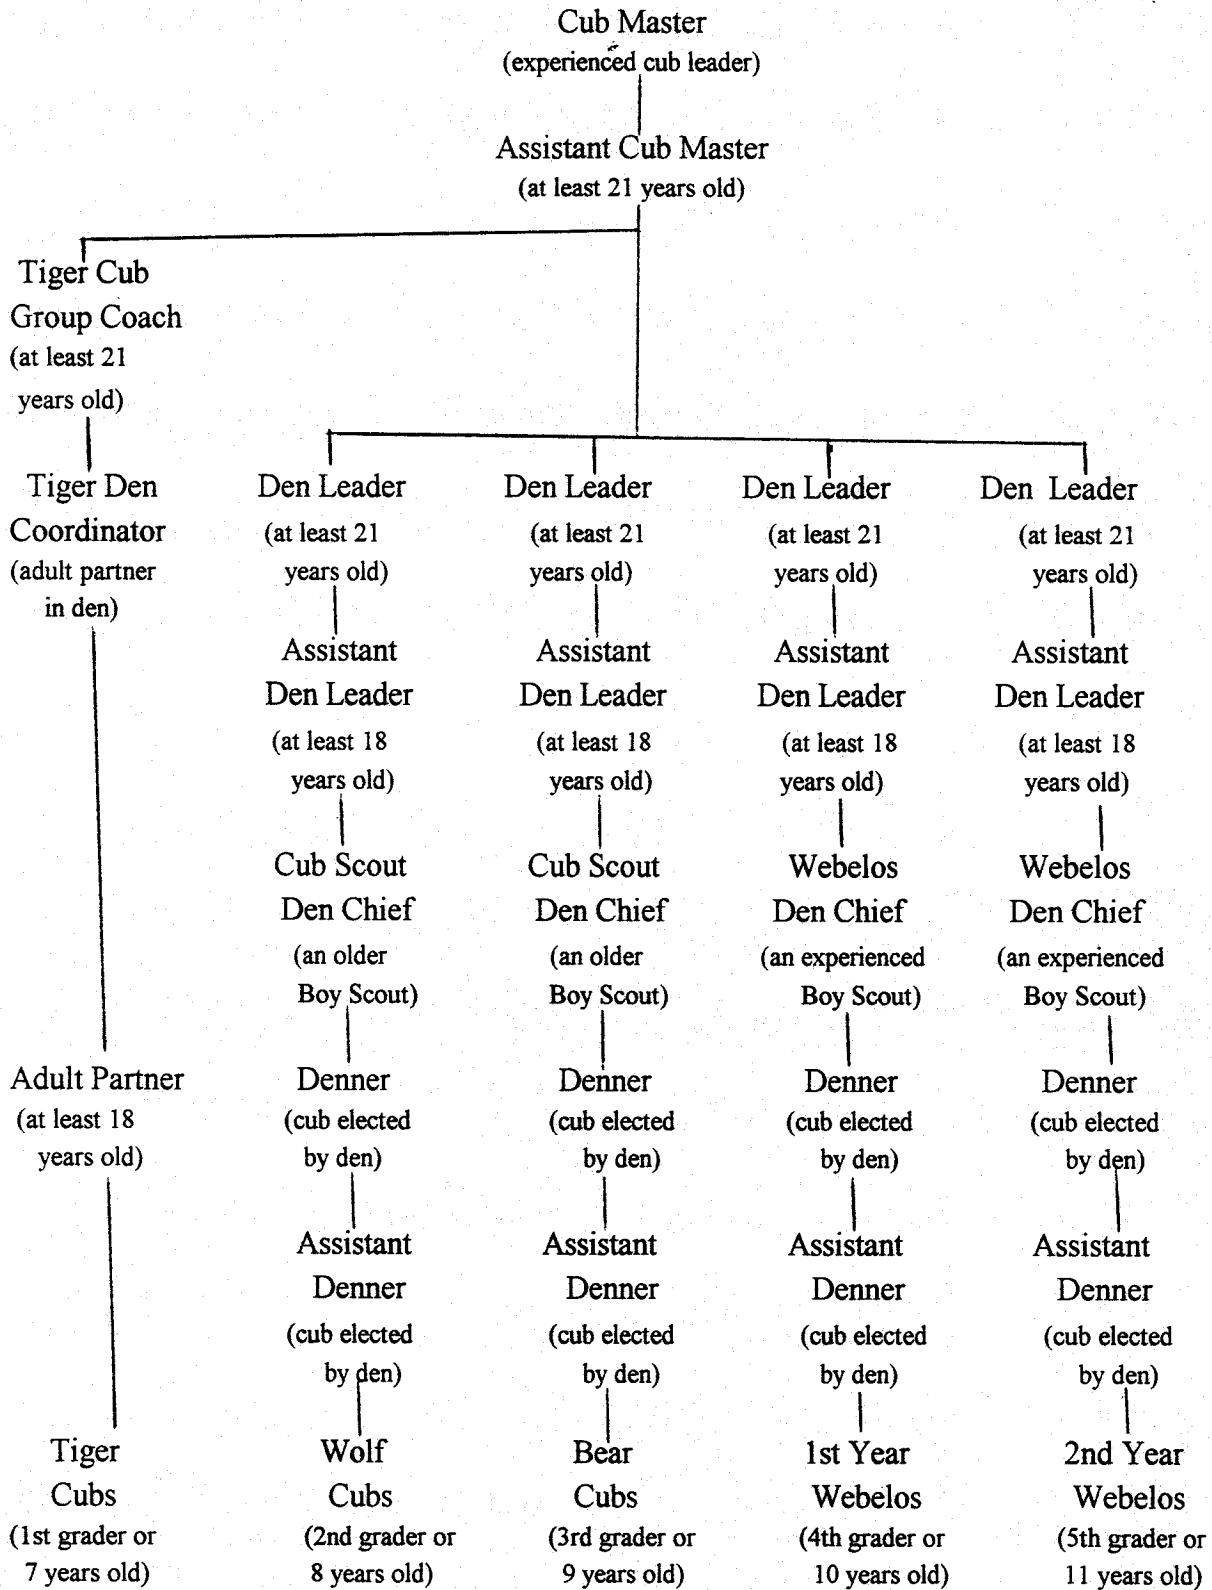 Cub Master
(experienced cub leader)
Assistant Cub Master
(at least 21 years old)
Tiger Cub
Group Coach
(at least 21
years old)
Tiger Den
Coordinator
(adult partner
in den)
Adult Partner
(at least 18
years old)
Tiger
Cubs
(1st grader or
7 years old)
Den Leader
(at least 21
years old)
Assistant
Den Leader
(at least 18
years old)
Cub Scout
Den Chief
(an older
Boy Scout)
Denner
(cub elected
by den)
Assistant
Denner
(cub elected
by den)
Wolf
Cubs
(2nd grader or
8 years old)
Den Leader
(at least 21
years old)
Assistant
Den Leader
(at least 18
years old)
Cub Scout
Den Chief
(an older
Boy Scout)
Denner
(cub elected
by den)
Assistant
Denner
(cub elected
by den)
Bear
Cubs
(3rd grader or
9 years old)
Den Leader
(at least 21
years old)
Assistant
Den Leader
(at least 18
years old)
Webelos
Den Chief
(an experienced
Boy Scout)
Denner
(cub elected
by den)
Assistant
Denner
(cub elected
by den)
1st Year
Webelos
(4th grader or
10 years old)
Den Leader
(at least 21
years old)
Assistant
Den Leader
(at least 18
years old)
Webelos
Den Chief
(an experienced
Boy Scout)
Denner
(cub elected
by den)
Assistant
Denner
(cub elected
by den)
2nd Year
Webelos
(5th grader or
11 years old)